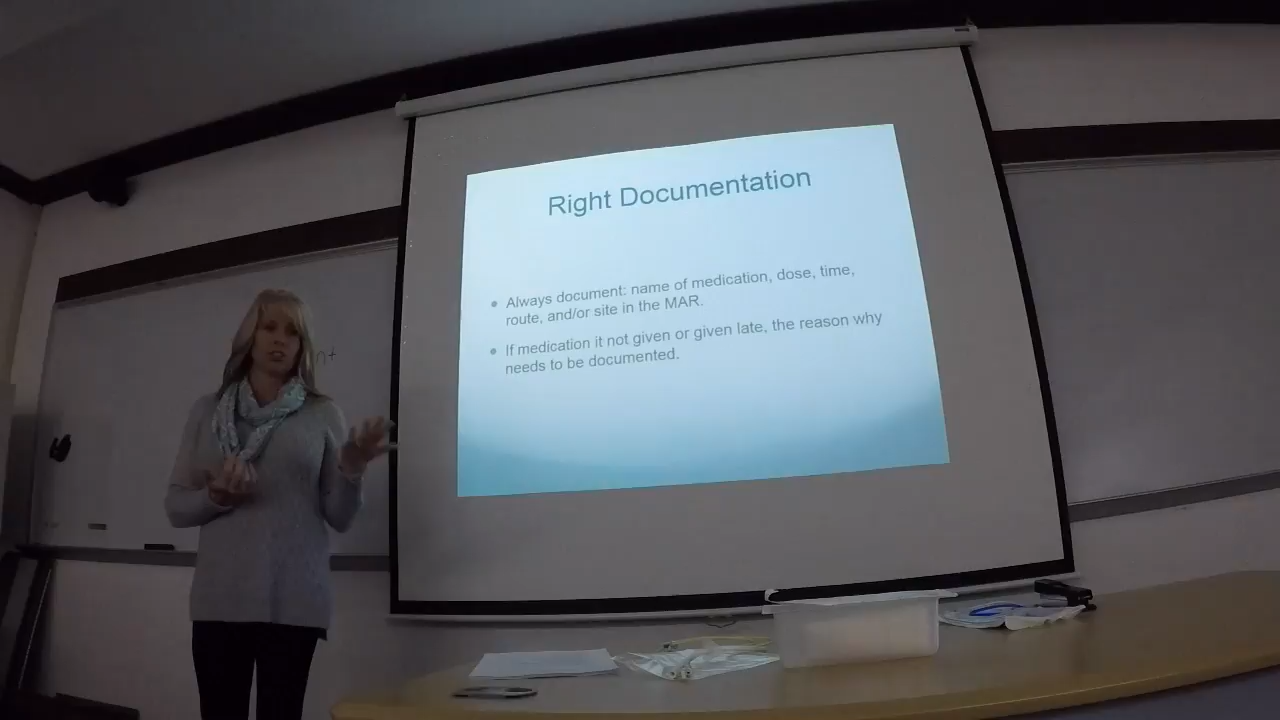 Right Documentation
Always document: name of medication, dose, time,
route, and/or site in the MAR.
If medication it not given or given late, the reason why
needs to be documented.